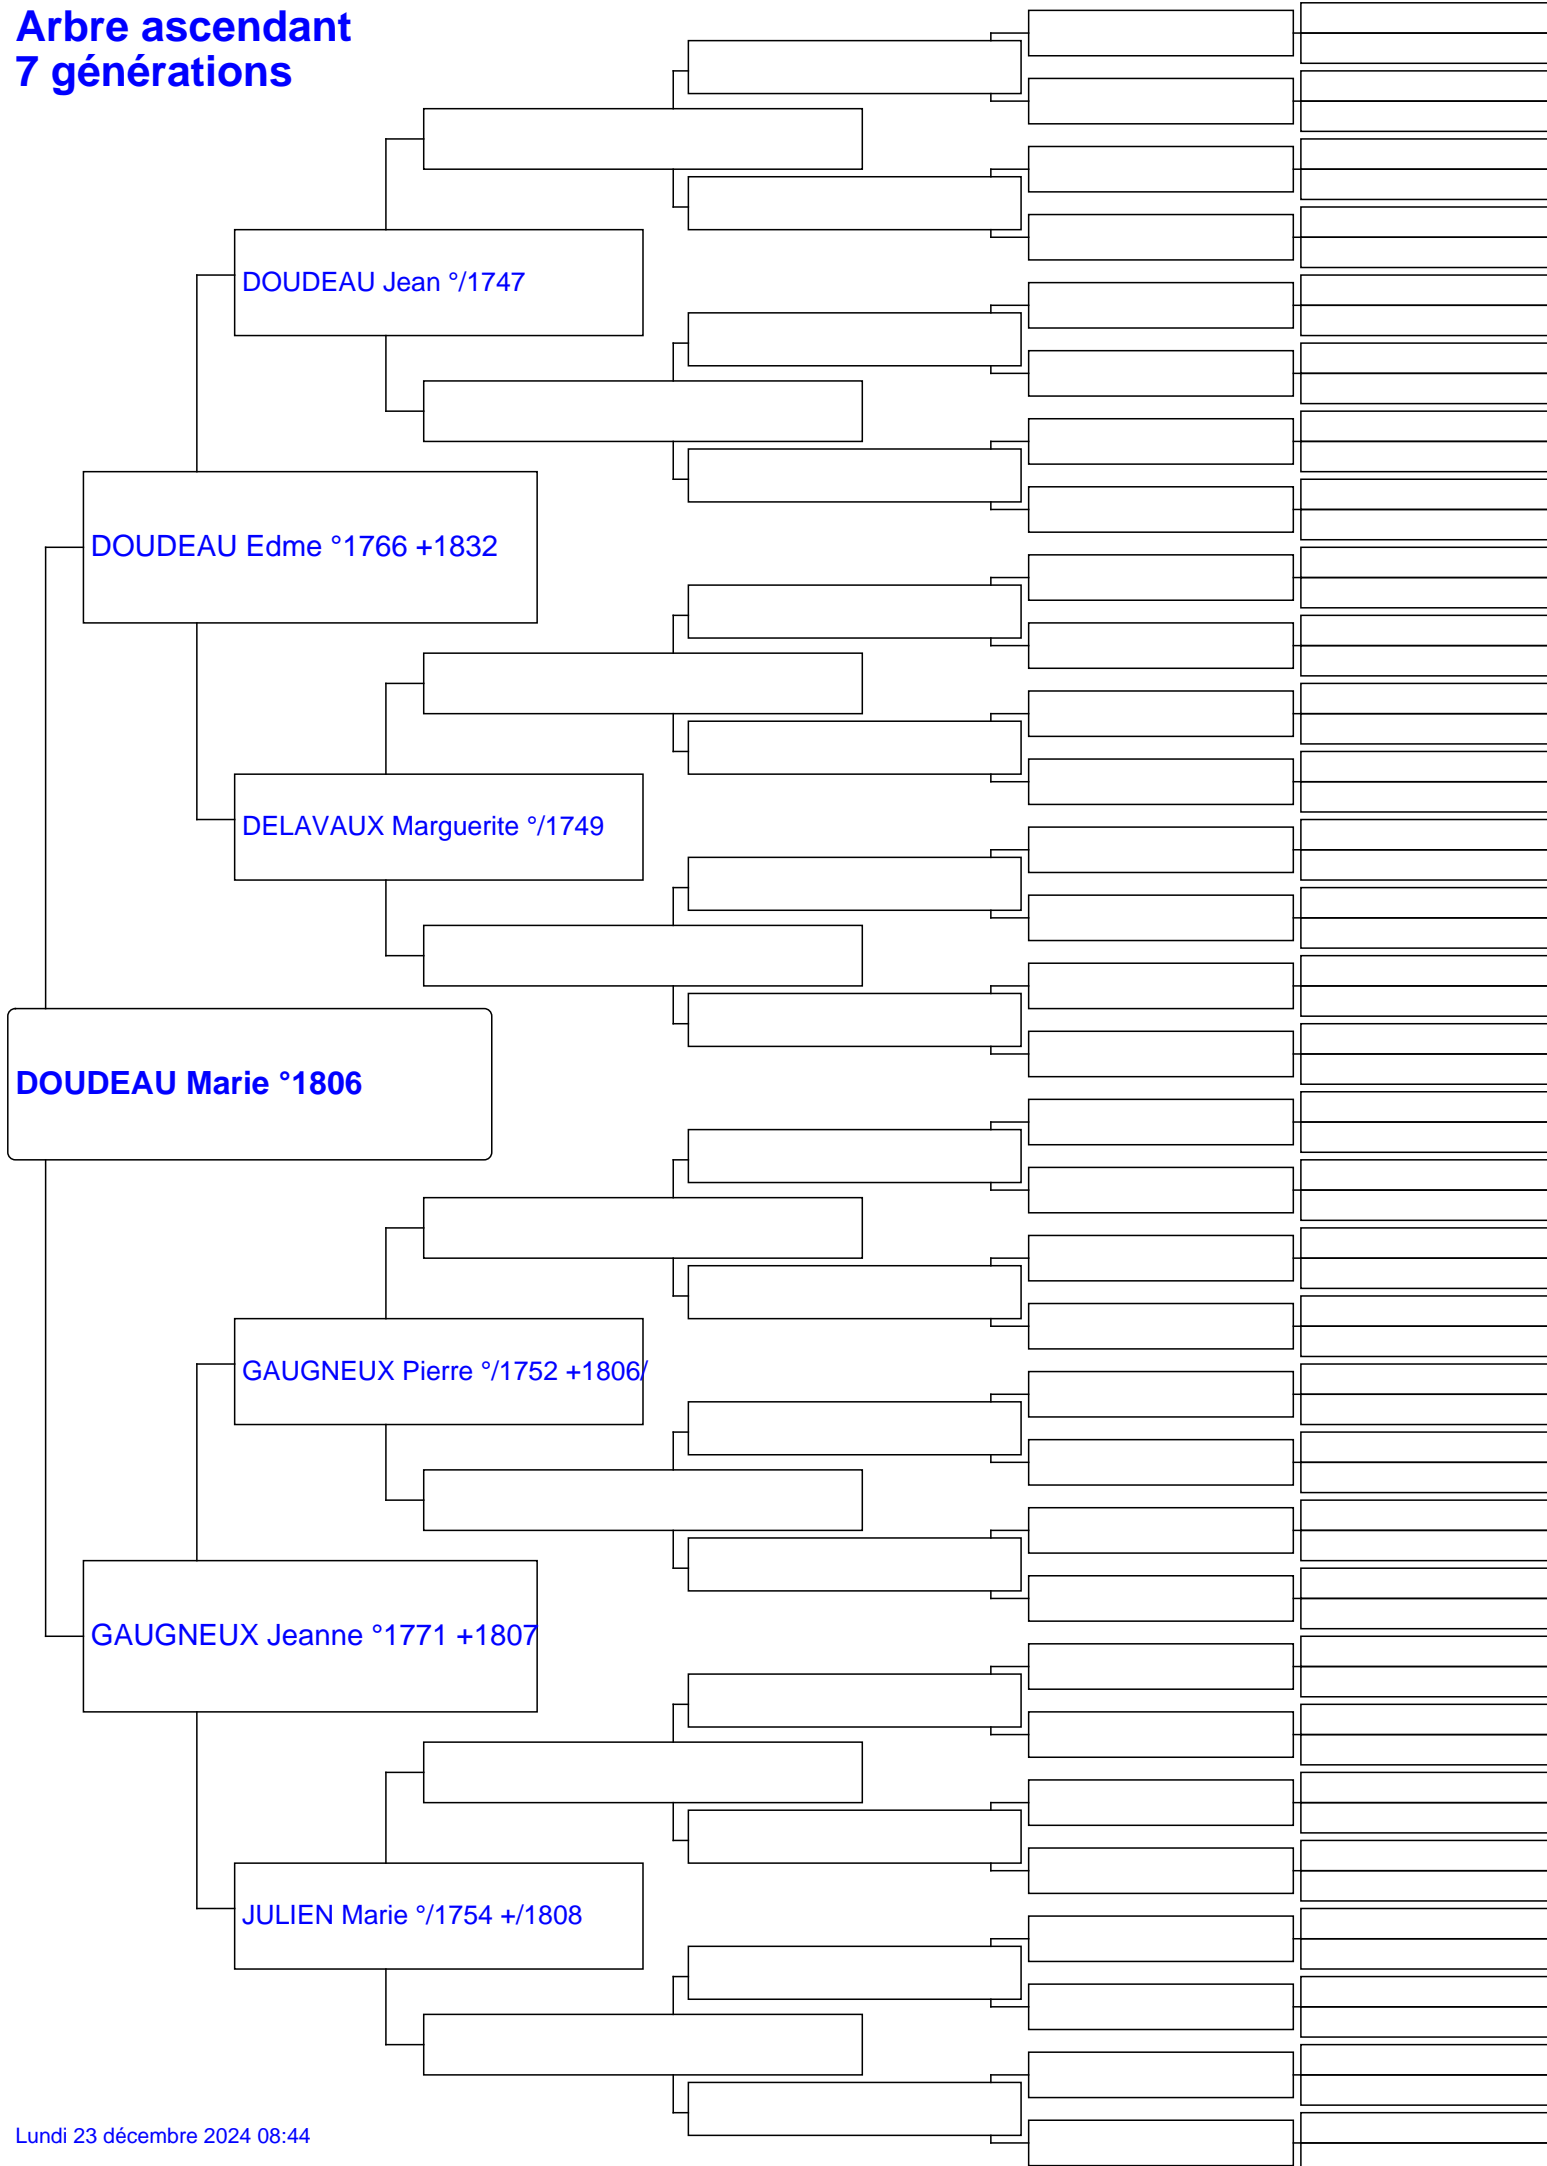 Arbre ascendant
7 générations
DOUDEAU Jean °/1747
DOUDEAU Edme °1766 +1832
DELAVAUX Marguerite °/1749
DOUDEAU Marie °1806
GAUGNEUX Pierre °/1752 +1806/
GAUGNEUX Jeanne °1771 +1807
JULIEN Marie °/1754 +/1808
Lundi 23 décembre 2024 08:44